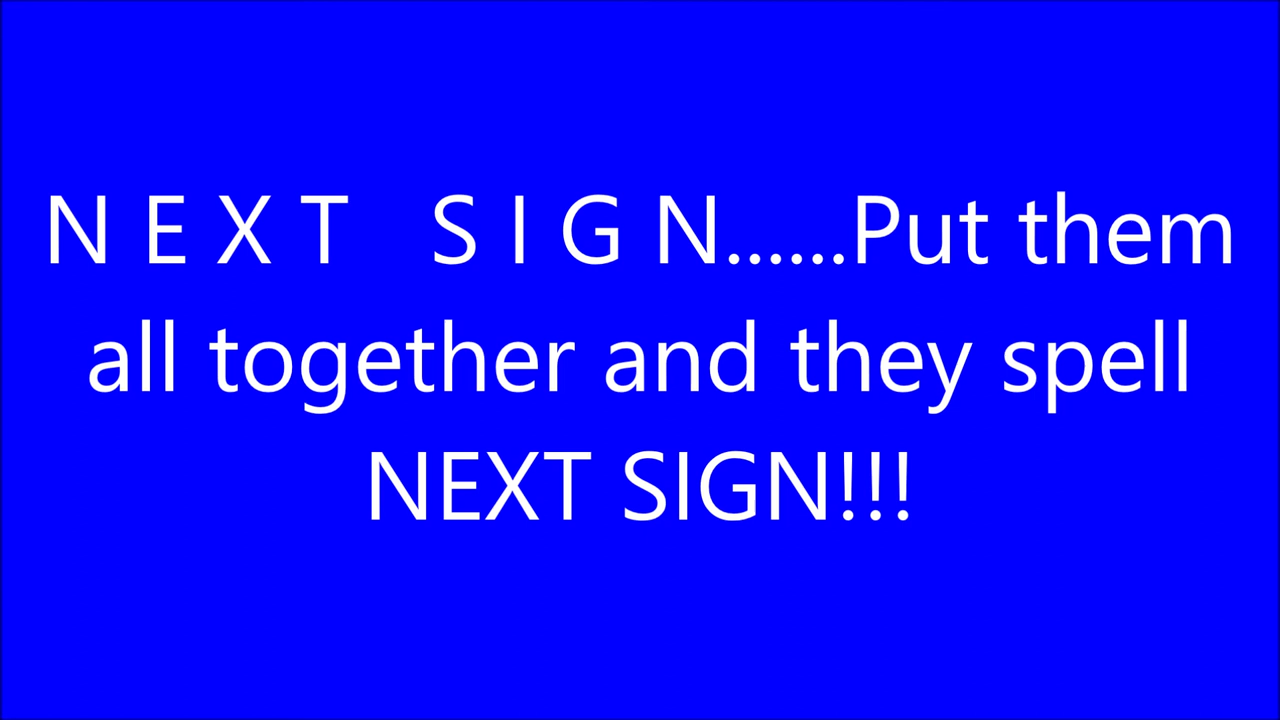 N E X T   S I G N......Put them
all together and they spell
NEXT SIGN!!!